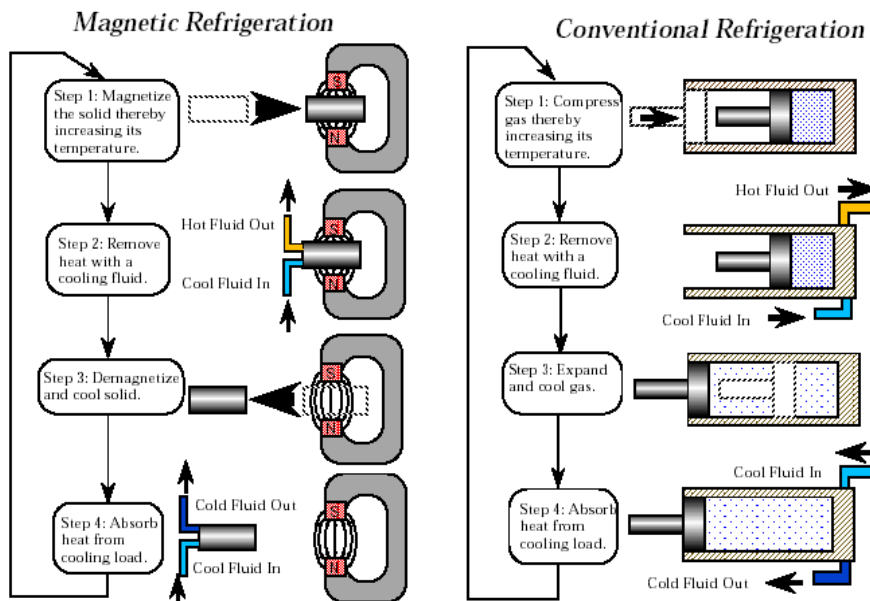 Magnetic Refrigeration
Step 1: Magnetize
the solid thereby
increasing its
temperature.
S
N
Step 2: Remove
heat with a
cooling fluid.
Hot Fluid Out
Cool Fluid In
S
N
Step 3: Demagnetize
and cool solid.
S
N
Step 4: Absorb
heat from
cooling load.
Cold Fluid Out
Cool Fluid In
S
N
Conventional Refrigeration
Step 1: Compress
gas thereby
increasing its
temperature.
Hot Fluid Out
Step 2: Remove
heat with a
cooling fluid.
Cool Fluid In
Step 3: Expand
and cool gas.
Cool Fluid In
Step 4: Absorb
heat from
cooling load.
Cold Fluid Out